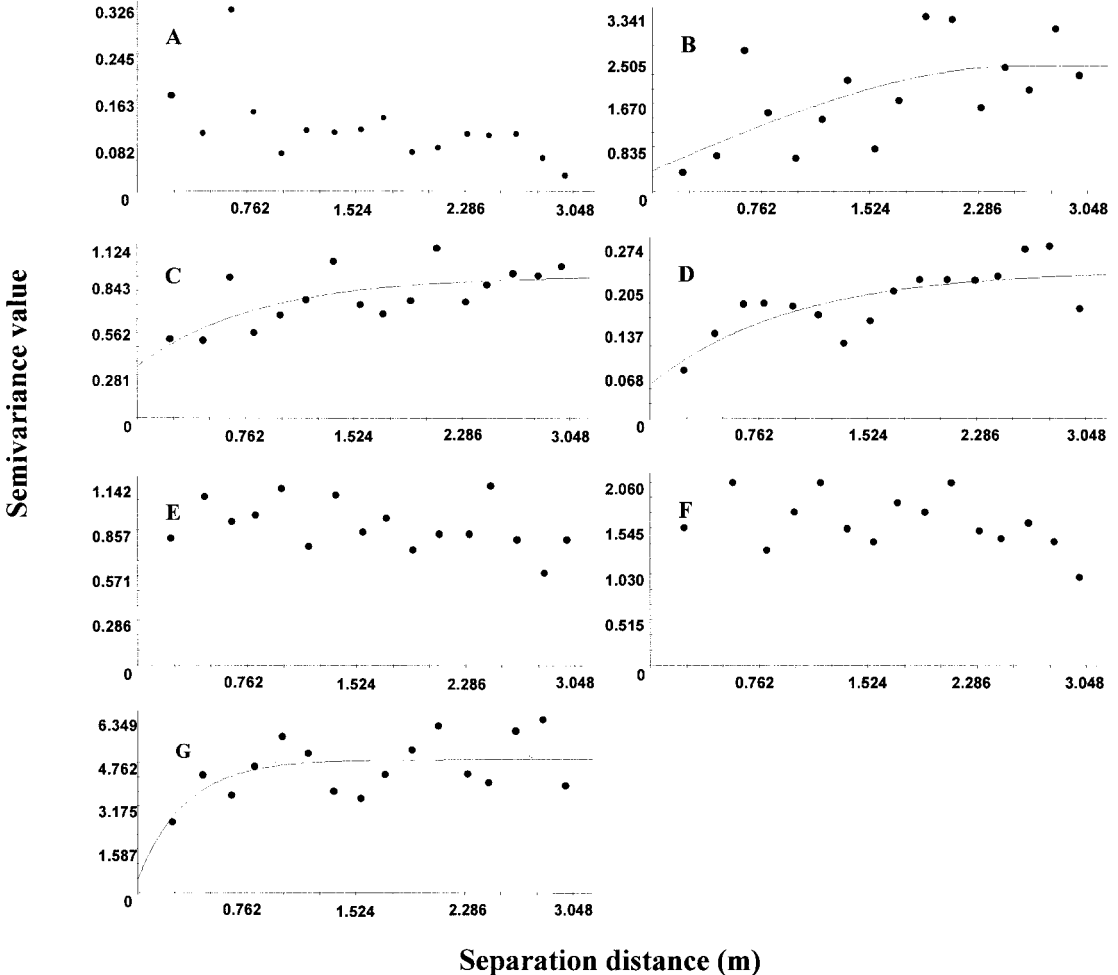 Semivariance value
0.326
0.245
0.163
0.082
0
A
0.762 1.524 2.286 3.048
3.341
2.505
1.670
0.835
0
B
0.762 1.524 2.286 3.048
1.124
0.843
0.562
0.281
0
C
0.762 1.524 2.286 3.048
0.274
0.205
0.137
0.068
0
D
0.762 1.524 2.286 3.048
1.142
0.857
0.571
0.286
0
E
0.762 1.524 2.286 3.048
2.060
1.545
1.030
0.515
0
F
0.762 1.524 2.286 3.048
6.349
4.762
3.175
1.587
0
G
0.762 1.524 2.286 3.048
Separation distance (m)